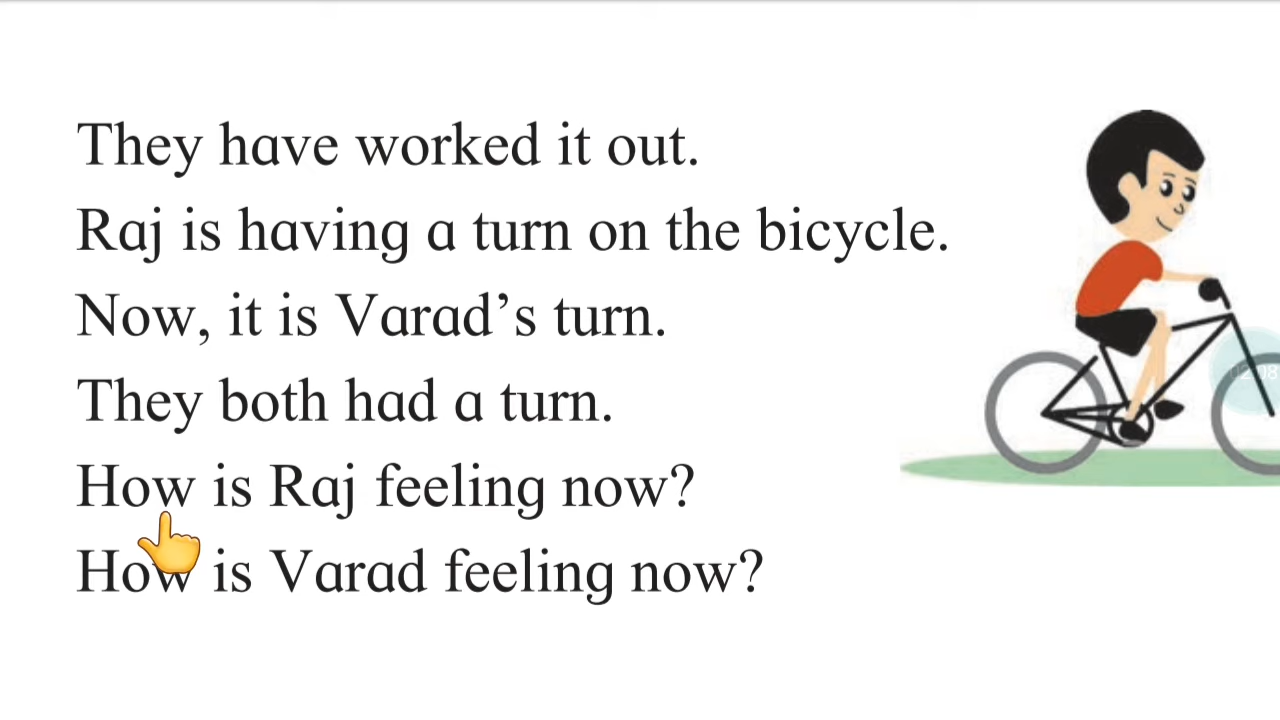 They have worked it out.
Raj is having a turn on the bicycle.
Now, it is Varad’s turn.
They both had a turn.
How is Raj feeling now?
How is Varad feeling now?